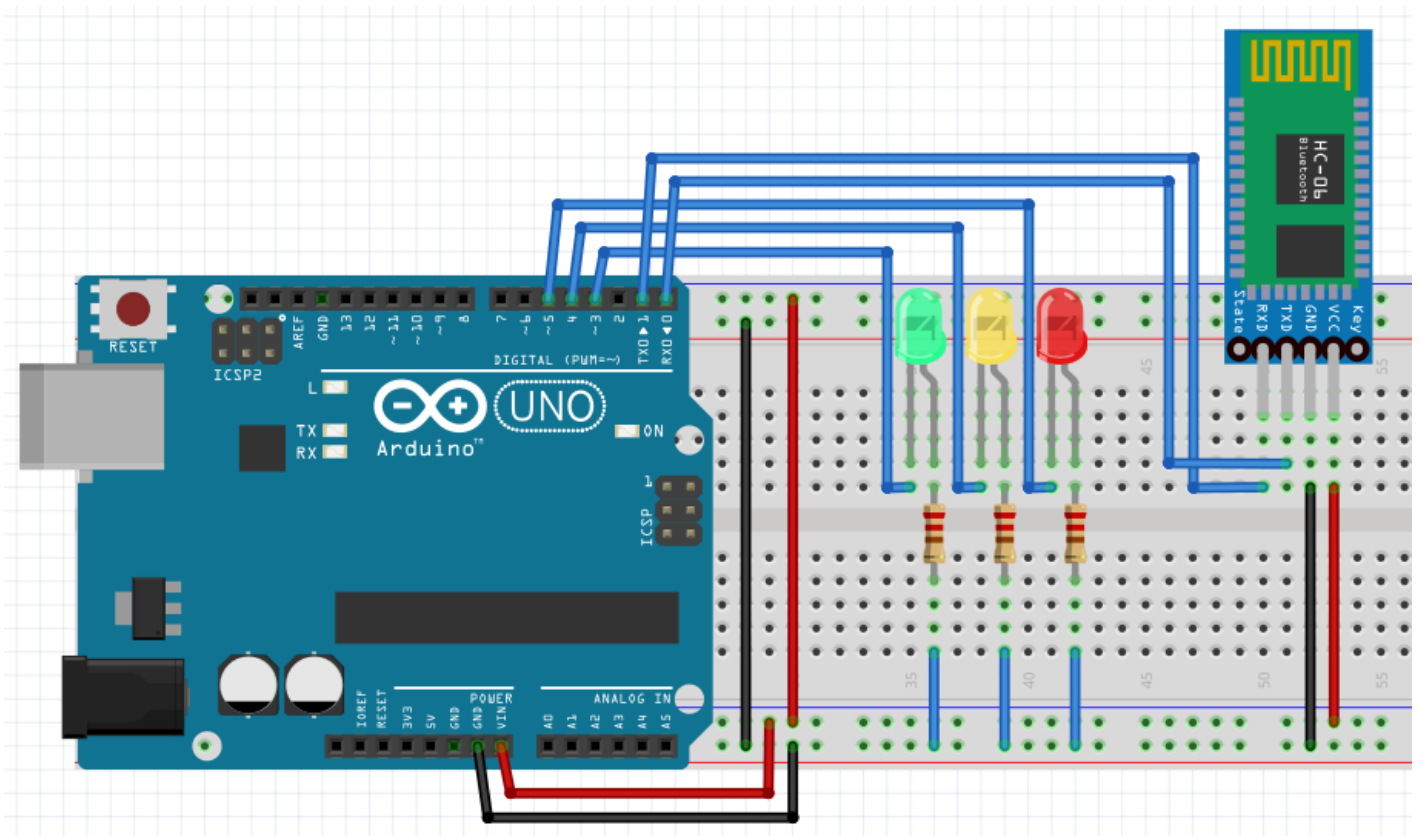 HC-06
Bluetooth
State
RXD
TXD
GND
VCC
Key
RESET
ICSP2
AREF
GND
13
12
~11
~10
~9
8
7
~6
~5
4
~3
2
TX0 1
RX0 0
DIGITAL (PWM=~)
L
TX
RX
UNO
Arduino™
ON
1
ICSP
45
55
35
40
45
50
55
POWER
ANALOG IN
IOREF
RESET
3V3
5V
GND
GND
VIN
A0
A1
A2
A3
A4
A5